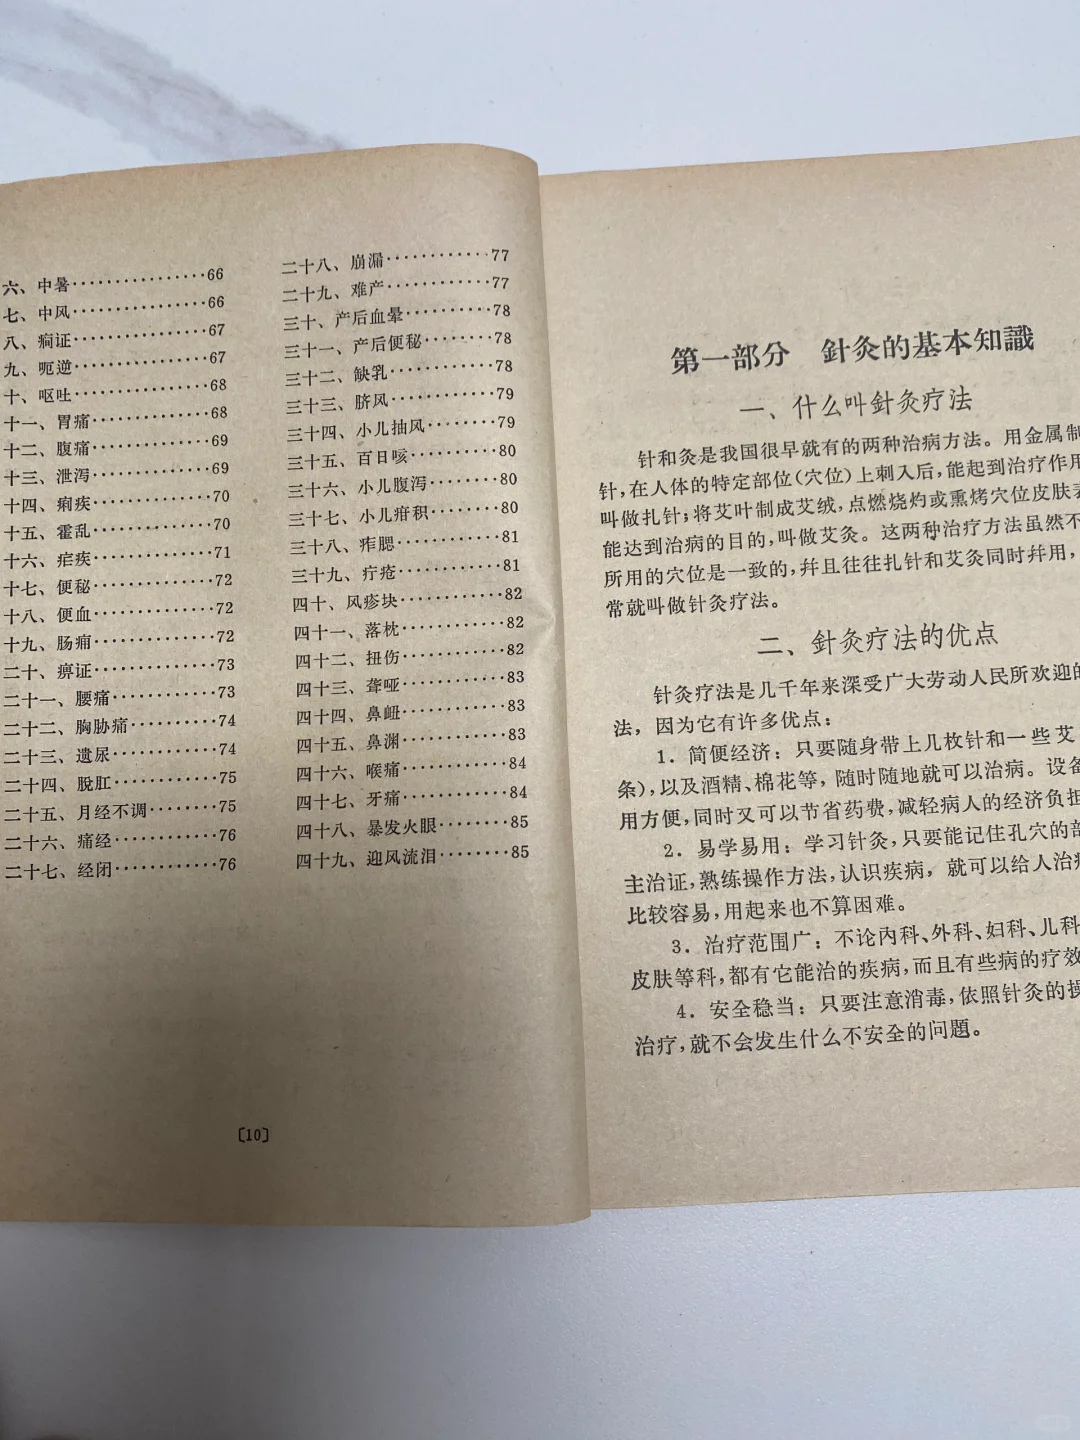 六、中暑················66
七、中风················66
八、癎证················67
九、呃逆················67
十、呕吐················68
十一、胃痛··············68
十二、腹痛··············69
十三、泄泻··············69
十四、痢疾··············70
十五、霍乱··············70
十六、疟疾··············71
十七、便秘··············72
十八、便血··············72
十九、肠痈··············72
二十、痹证··············73
二十一、腰痛············73
二十二、胸胁痛··········74
二十三、遗尿············74
二十四、脱肛············75
二十五、月经不调········75
二十六、痛经············76
二十七、经闭············76
二十八、崩漏············77
二十九、难产············77
三十、产后血晕··········78
三十一、产后便秘········78
三十二、缺乳············78
三十三、脐风············79
三十四、小儿抽风········79
三十五、百日咳··········80
三十六、小儿腹泻········80
三十七、小儿疳积········80
三十八、痄腮············81
三十九、疔疮············81
四十、风疹块············82
四十一、落枕············82
四十二、扭伤············82
四十三、聋哑············83
四十四、鼻衄············83
四十五、鼻渊············83
四十六、喉痛············84
四十七、牙痛············84
四十八、暴发火眼········85
四十九、迎风流泪········85
〔10〕
第一部分 針灸的基本知識
一、什么叫針灸疗法
针和灸是我国很早就有的两种治病方法。用金属制
针,在人体的特定部位(穴位)上刺入后,能起到治疗作用
叫做扎针;将艾叶制成艾绒,点燃烧灼或熏烤穴位皮肤
能达到治病的目的,叫做艾灸。这两种治疗方法虽然不
所用的穴位是一致的,幷且往往扎针和艾灸同时幷用,
常就叫做针灸疗法。
二、針灸疗法的优点
针灸疗法是几千年来深受广大劳动人民所欢迎的
法，因为它有许多优点：
1．简便经济：只要随身带上几枚针和一些艾
条),以及酒精、棉花等，随时随地就可以治病。设备
用方便,同时又可以节省药费,减轻病人的经济负担
2．易学易用：学习针灸,只要能记住孔穴的部
主治证,熟练操作方法,认识疾病，就可以给人治
比较容易,用起来也不算困难。
3．治疗范围广：不论内科、外科、妇科、儿科
皮肤等科,都有它能治的疾病,而且有些病的疗效
4．安全稳当：只要注意消毒,依照针灸的操
治疗,就不会发生什么不安全的问題。